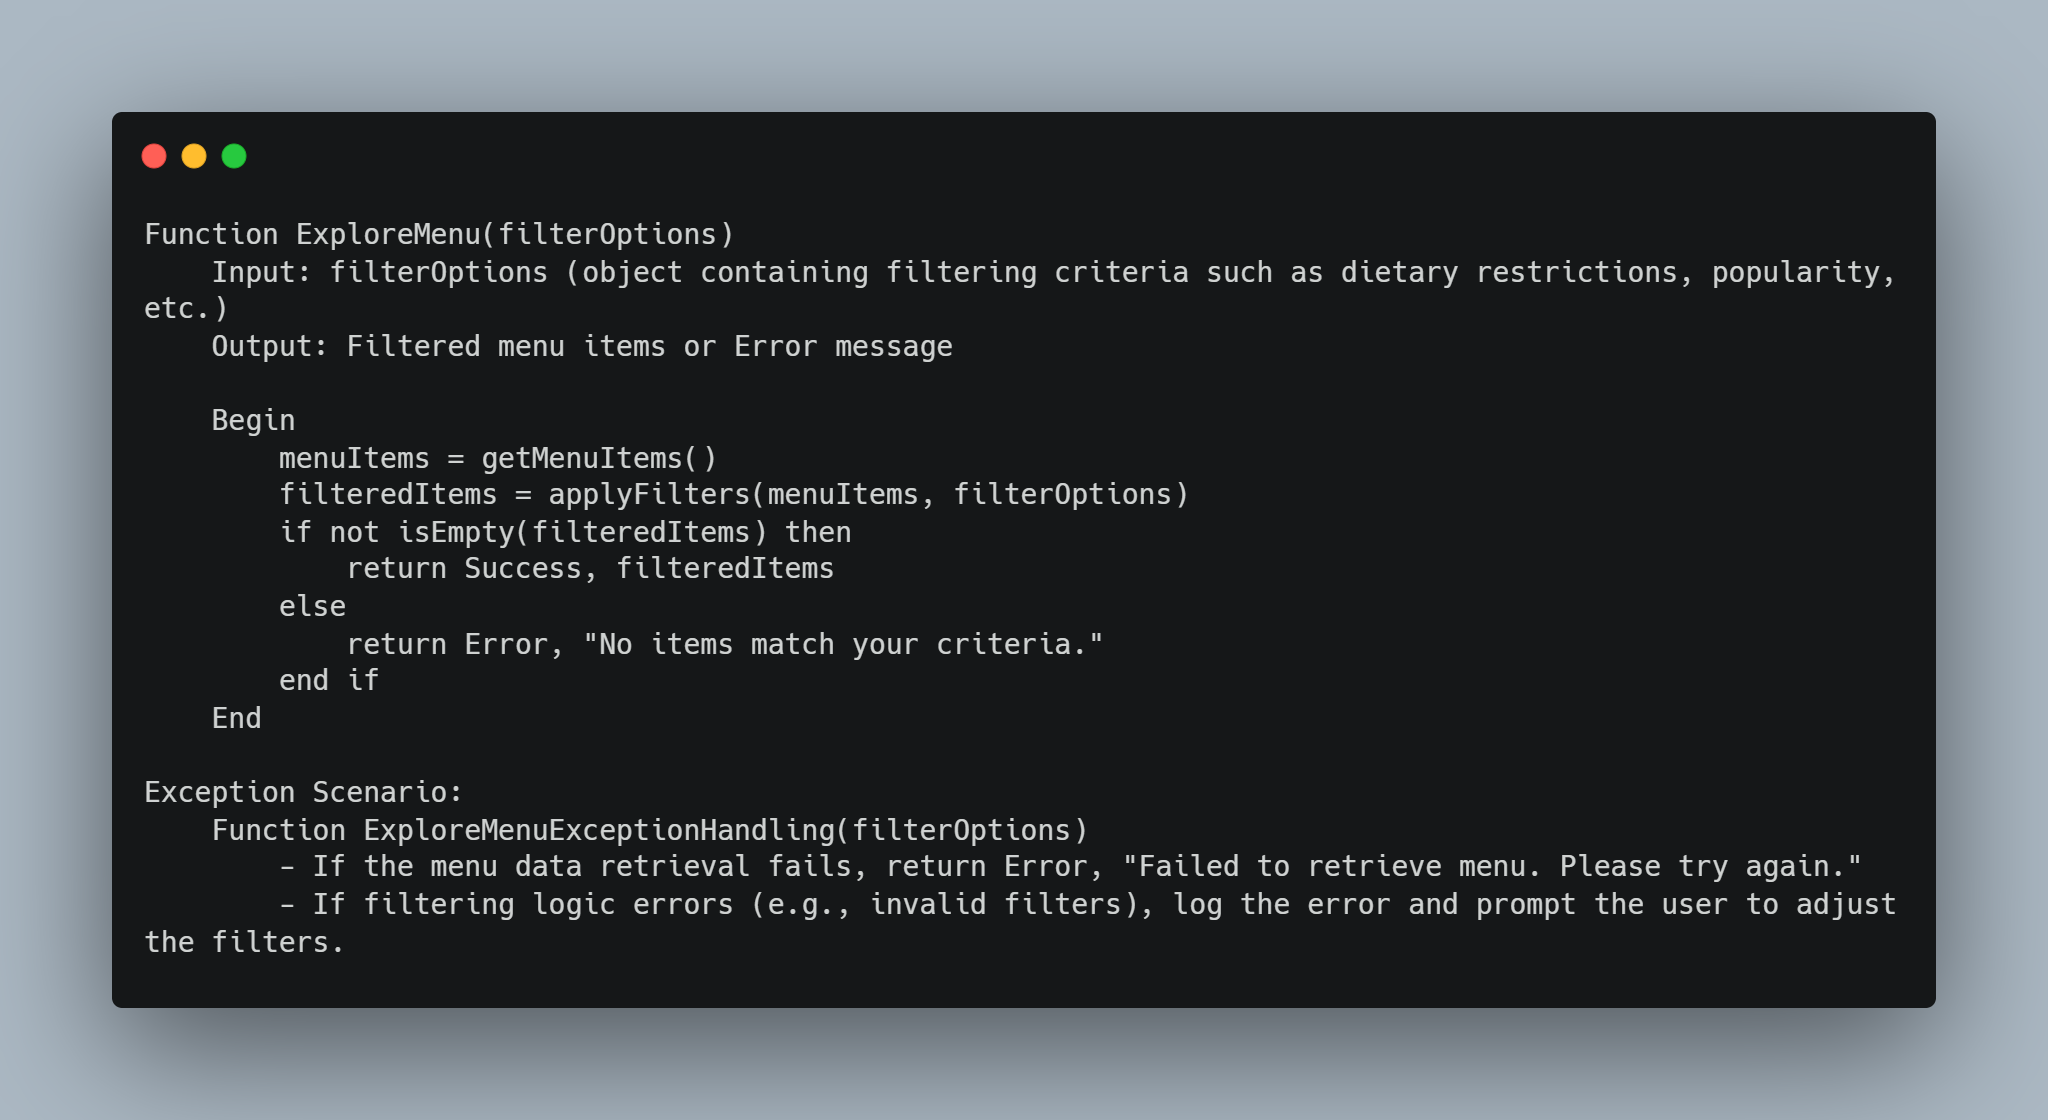 Function ExploreMenu(filterOptions)
    Input: filterOptions (object containing filtering criteria such as dietary restrictions, popularity,
etc.)
    Output: Filtered menu items or Error message

    Begin
        menuItems = getMenuItems()
        filteredItems = applyFilters(menuItems, filterOptions)
        if not isEmpty(filteredItems) then
            return Success, filteredItems
        else
            return Error, "No items match your criteria."
        end if
    End

Exception Scenario:
    Function ExploreMenuExceptionHandling(filterOptions)
        - If the menu data retrieval fails, return Error, "Failed to retrieve menu. Please try again."
        - If filtering logic errors (e.g., invalid filters), log the error and prompt the user to adjust
the filters.